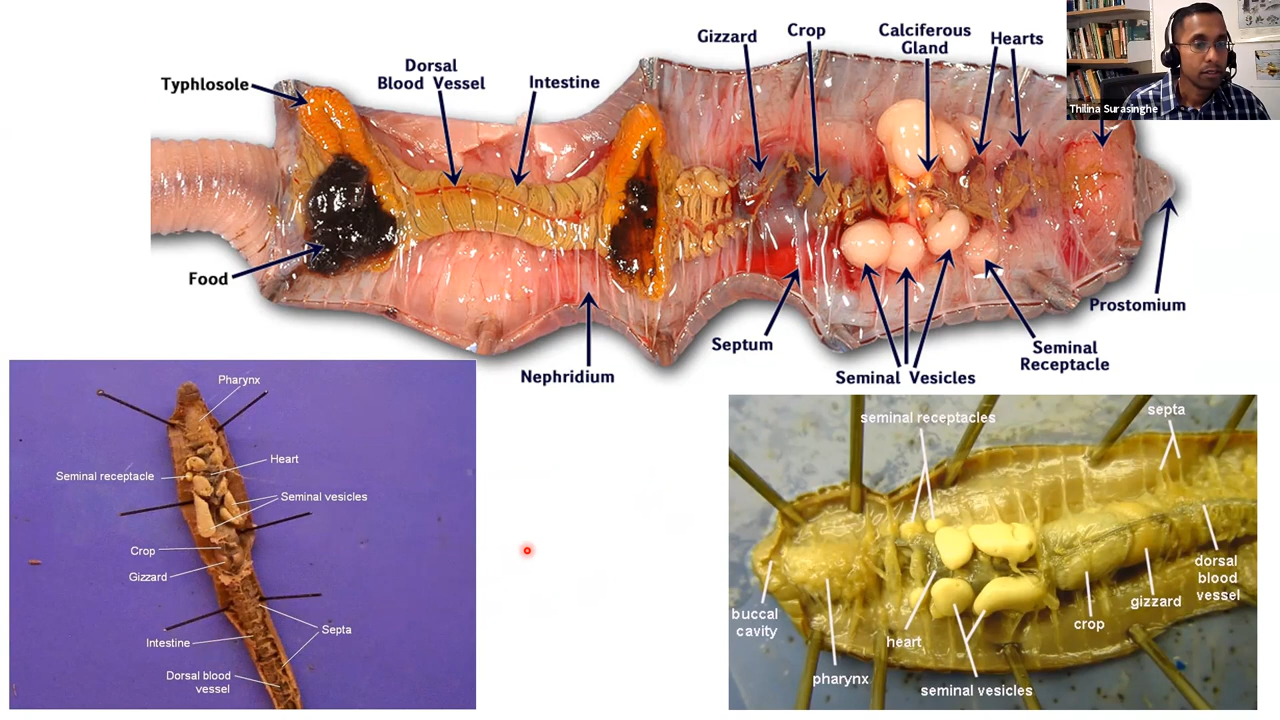 Typhlosole
Dorsal
Blood Vessel
Intestine
Gizzard
Crop
Calciferous
Gland
Hearts
Thilina Surasinghe
Food
Nephridium
Septum
Seminal Vesicles
Seminal
Receptacle
Prostomium
Pharynx
Heart
Seminal receptacle
Seminal vesicles
Crop
Gizzard
Septa
Intestine
Dorsal blood
vessel
seminal receptacles
septa
buccal
cavity
pharynx
heart
seminal vesicles
crop
gizzard
dorsal
blood
vessel